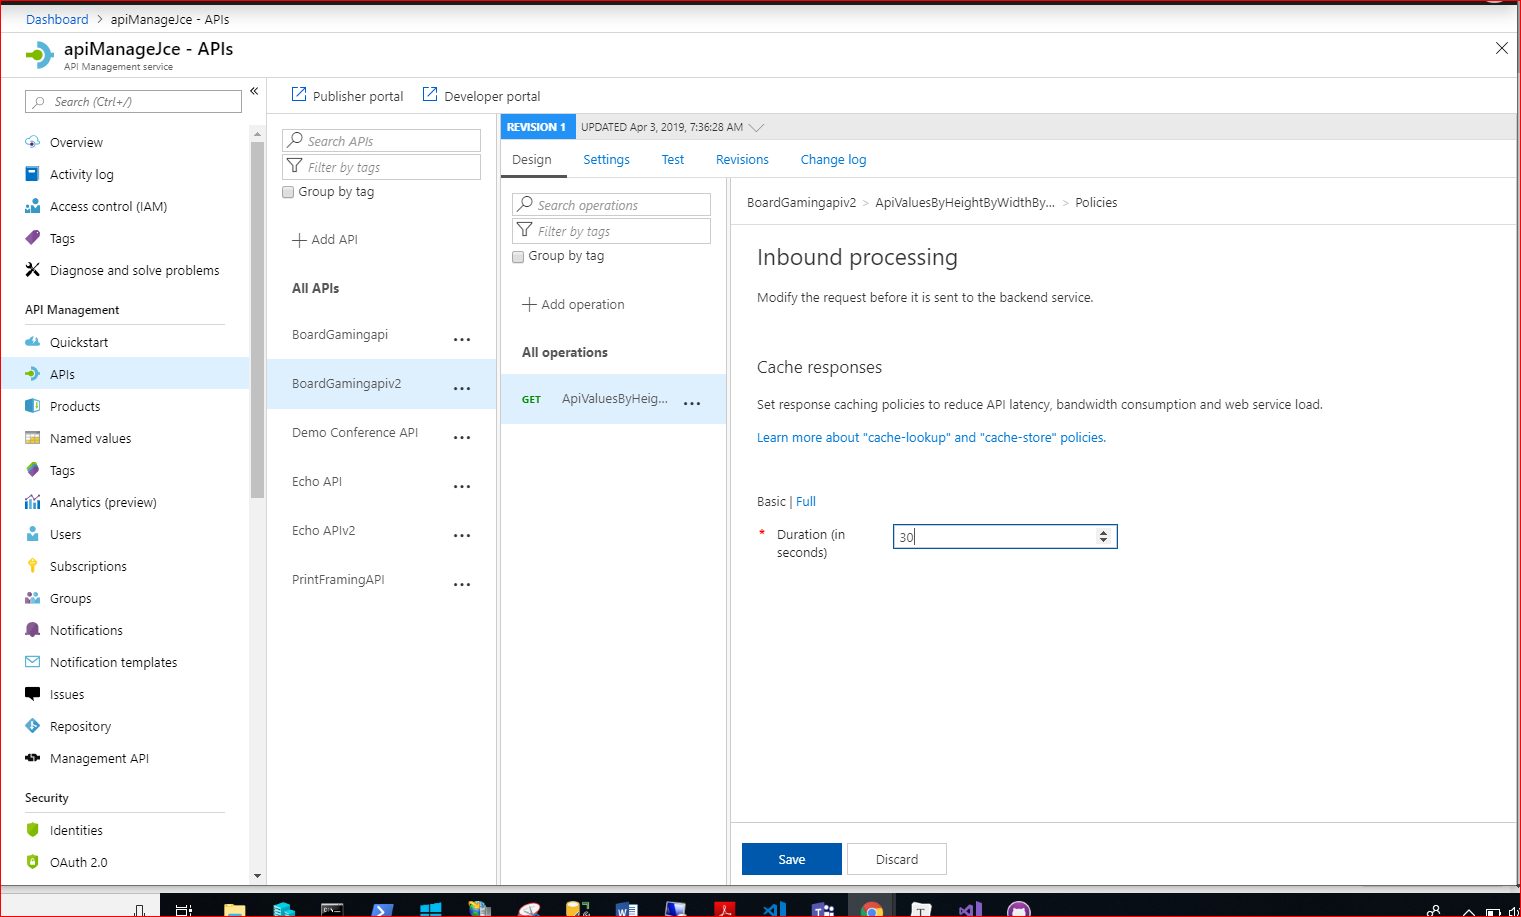 Dashboard > apiManageJce - APIs
apiManageJce - APIs
API Management service
Search (Ctrl+/)
«
Overview
Activity log
Access control (IAM)
Tags
Diagnose and solve problems
API Management
Quickstart
APIs
Products
Named values
Tags
Analytics (preview)
Users
Subscriptions
Groups
Notifications
Notification templates
Issues
Repository
Management API
Security
Identities
OAuth 2.0
Publisher portal
Developer portal
Search APIs
Filter by tags
Group by tag
Add API
All APIs
BoardGamingapi ...
BoardGamingapiv2 ...
Demo Conference API ...
Echo API ...
Echo APIv2 ...
PrintFramingAPI ...
REVISION 1 UPDATED Apr 3, 2019, 7:36:28 AM
Design Settings Test Revisions Change log
Search operations
Filter by tags
Group by tag
Add operation
All operations
GET ApiValuesByHeig... ...
BoardGamingapiv2 > ApiValuesByHeightByWidthBy... > Policies
Inbound processing
Modify the request before it is sent to the backend service.
Cache responses
Set response caching policies to reduce API latency, bandwidth consumption and web service load.
Learn more about "cache-lookup" and "cache-store" policies.
Basic | Full
* Duration (in
seconds)
30
Save Discard